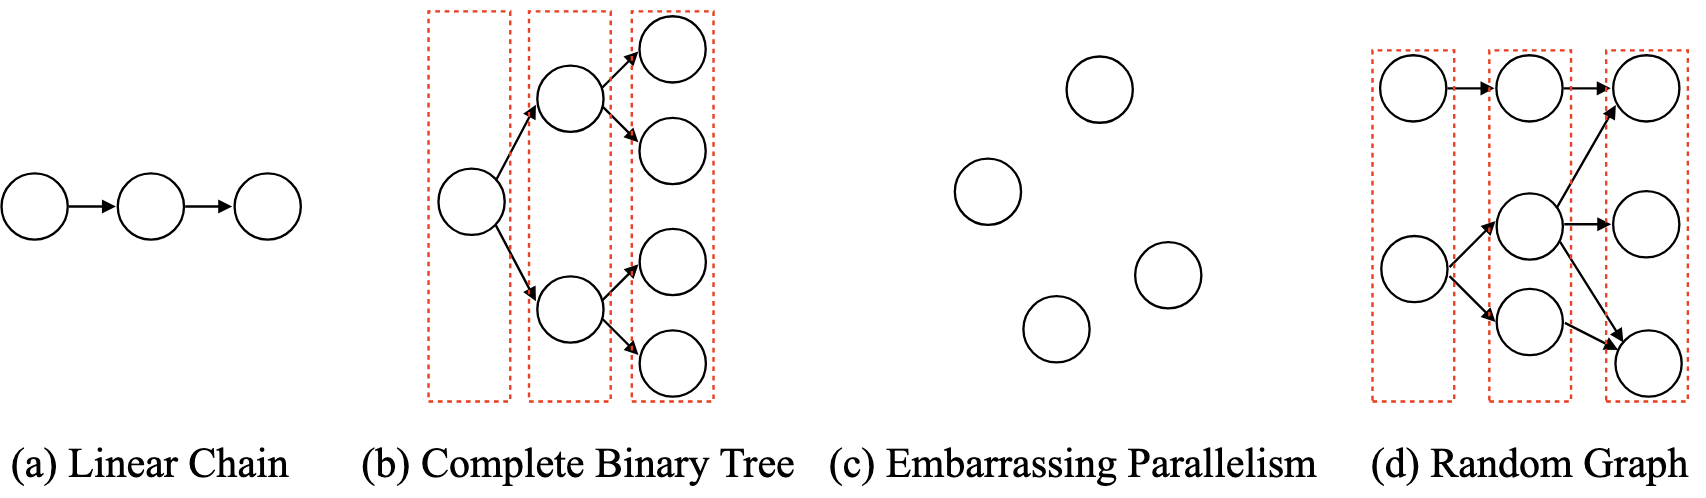 (a) Linear Chain
(b) Complete Binary Tree
(c) Embarrassing Parallelism
(d) Random Graph